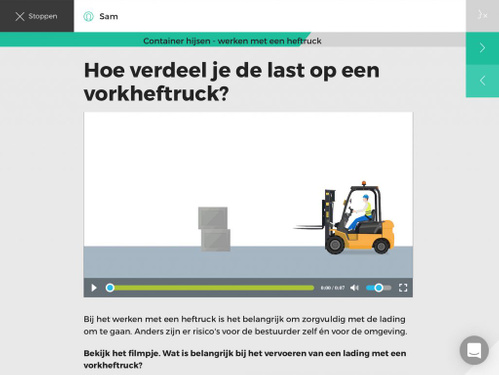 Stoppen
Sam
Container hijsen - werken met een heftruck
Hoe verdeel je de last op een
vorkheftruck?
0:00 / 0:07
Bij het werken met een heftruck is het belangrijk om zorgvuldig met de lading
om te gaan. Anders zijn er risico's voor de bestuurder zelf én voor de omgeving.
Bekijk het filmpje. Wat is belangrijk bij het vervoeren van een lading met een
vorkheftruck?